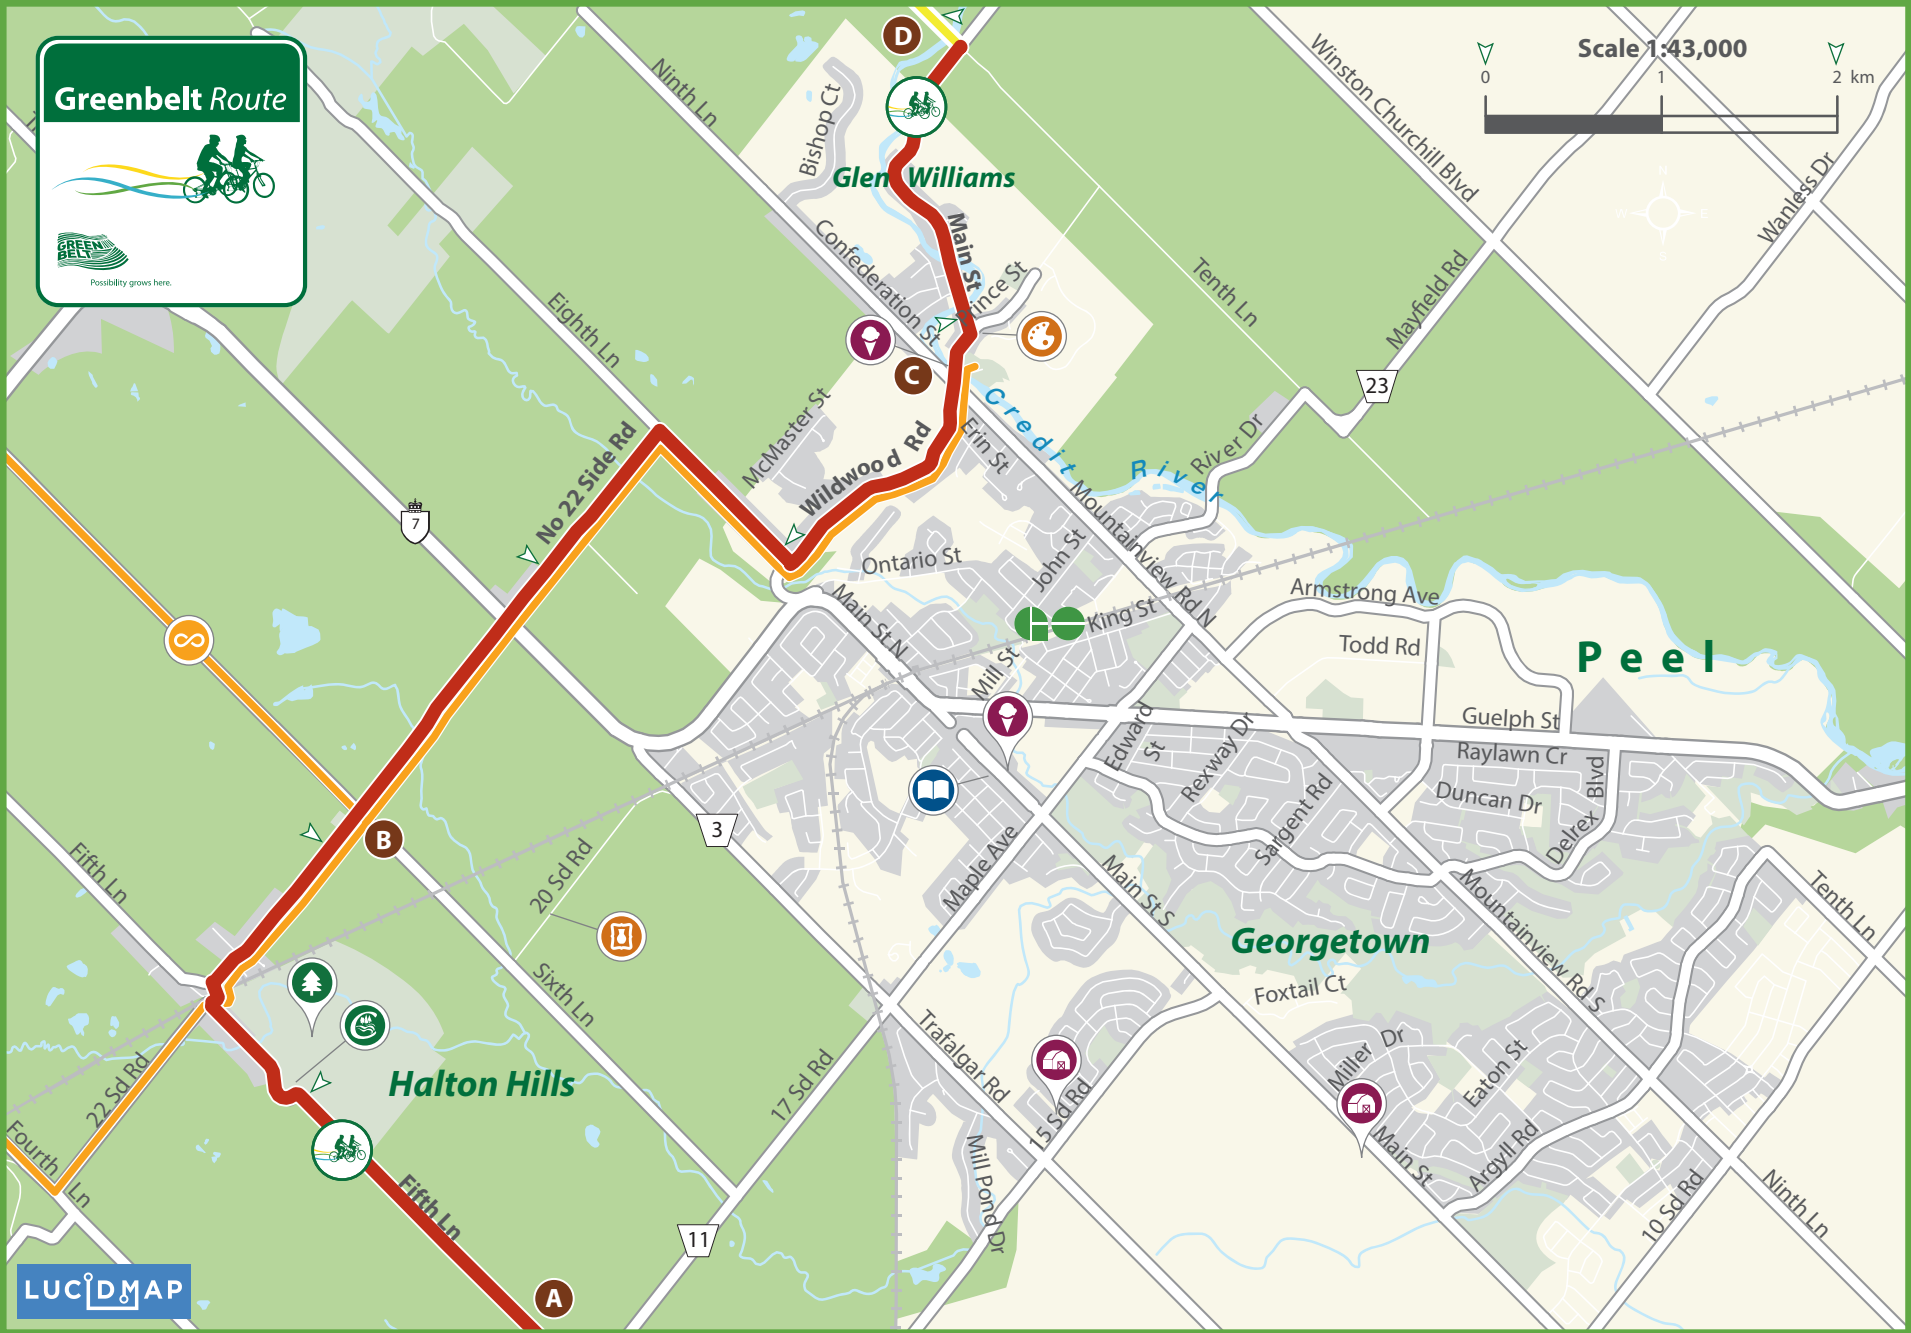 Greenbelt Route
GREEN
BELT
Possibility grows here.
D
Scale 1:43,000
0
1
2 km
N
W
E
S
Ninth Ln
Bishop Ct
Glen Williams
Winston Churchill Blvd
Wanless Dr
Main St
Confederation St
Prince St
Tenth Ln
Mayfield Rd
Eighth Ln
C
23
McMaster St
Credit River
River Dr
No 22 Side Rd
Wildwood Rd
Erin St
7
Mountainview Rd N
Ontario St
John St
Main St N
King St
Armstrong Ave
Todd Rd
Peel
Mill St
Guelph St
Edward St
Rexway Dr
Raylawn Cr
Duncan Dr
Delrex Blvd
Sargent Rd
B
3
Fifth Ln
20 Sd Rd
Maple Ave
Main St S
Mountainview Rd S
Tenth Ln
Georgetown
Sixth Ln
Foxtail Ct
Trafalgar Rd
Miller Dr
Eaton St
22 Sd Rd
Halton Hills
17 Sd Rd
15 Sd Rd
Fourth Ln
Mill Pond Dr
Main St
Argyll Rd
10 Sd Rd
Ninth Ln
Fifth Ln
11
A
LUCIDMAP